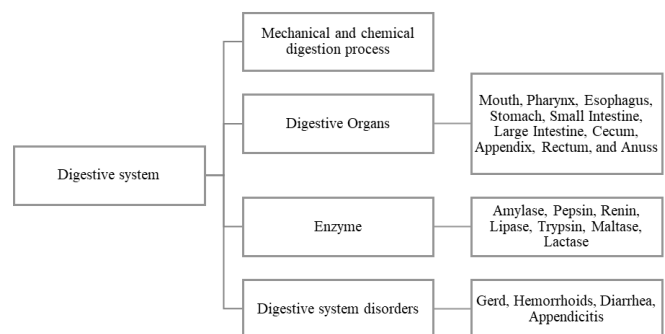 Mechanical and chemical
digestion process
Digestive Organs
Mouth, Pharynx, Esophagus,
Stomach, Small Intestine,
Large Intestine, Cecum,
Appendix, Rectum, and Anuss
Digestive system
Enzyme
Amylase, Pepsin, Renin,
Lipase, Trypsin, Maltase,
Lactase
Digestive system disorders
Gerd, Hemorrhoids, Diarrhea,
Appendicitis